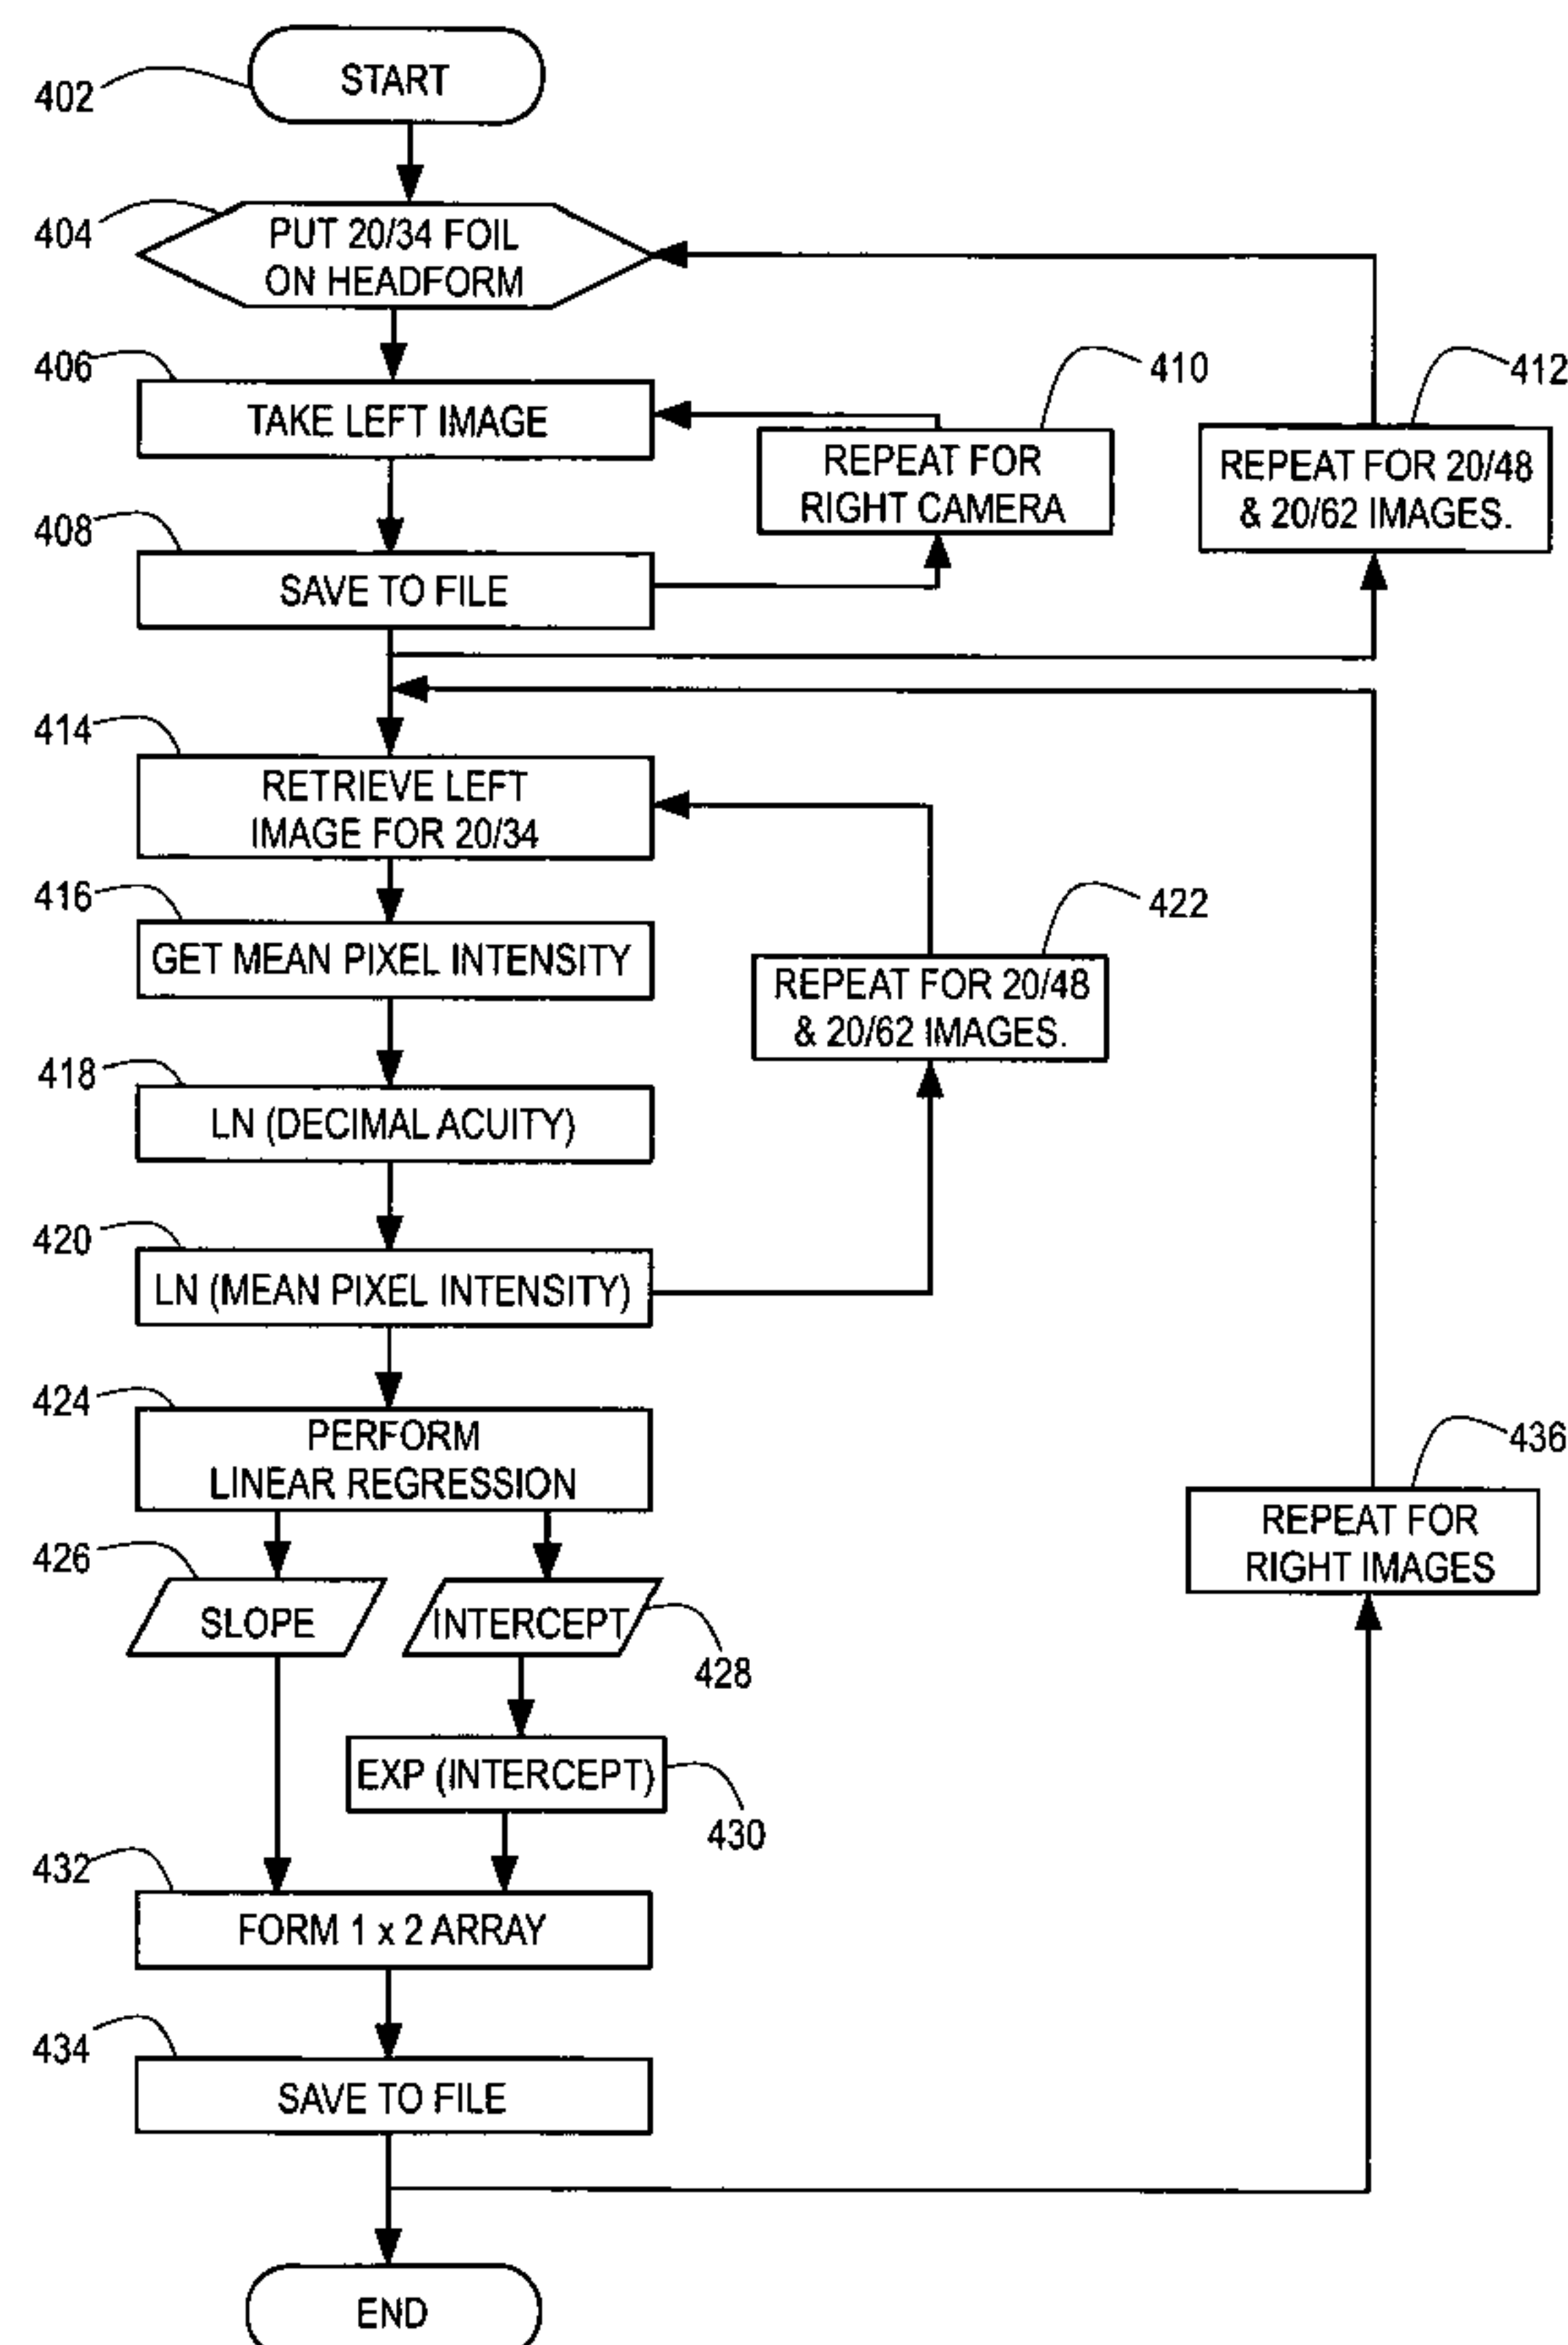 402
START
404
PUT 20/34 FOIL
ON HEADFORM
406
TAKE LEFT IMAGE
410
REPEAT FOR
RIGHT CAMERA
412
REPEAT FOR 20/48
& 20/62 IMAGES.
408
SAVE TO FILE
414
RETRIEVE LEFT
IMAGE FOR 20/34
416
GET MEAN PIXEL INTENSITY
422
REPEAT FOR 20/48
& 20/62 IMAGES.
418
LN (DECIMAL ACUITY)
420
LN (MEAN PIXEL INTENSITY)
424
PERFORM
LINEAR REGRESSION
436
REPEAT FOR
RIGHT IMAGES
426
SLOPE
INTERCEPT
428
EXP (INTERCEPT)
430
432
FORM 1 x 2 ARRAY
434
SAVE TO FILE
END